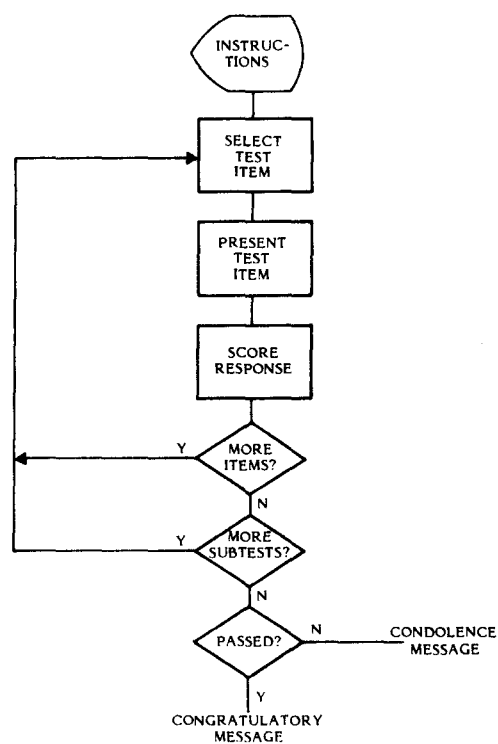 INSTRUC-
TIONS
SELECT
TEST
ITEM
PRESENT
TEST
ITEM
SCORE
RESPONSE
MORE
ITEMS?
Y
N
MORE
SUBTESTS?
Y
N
PASSED?
N
CONDOLENCE
MESSAGE
Y
CONGRATULATORY
MESSAGE